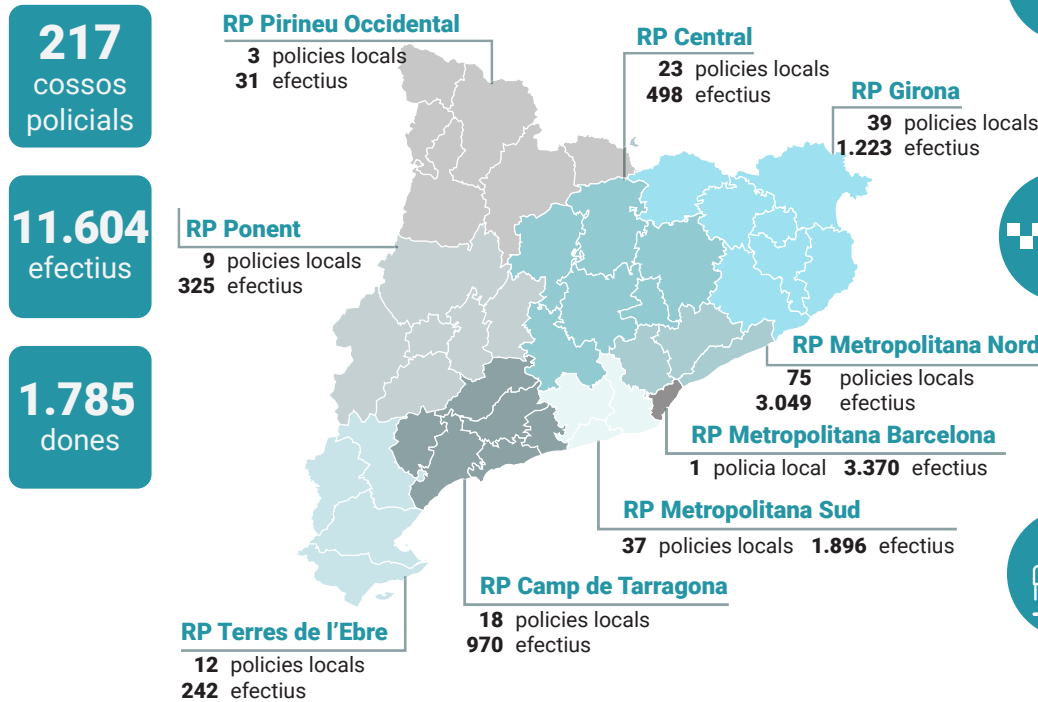 217
cossos
policials
11.604
efectius
1.785
dones
RP Pirineu Occidental
3 policies locals
31 efectius
RP Central
23 policies locals
498 efectius
RP Girona
39 policies locals
1.223 efectius
RP Ponent
9 policies locals
325 efectius
RP Metropolitana Nord
75 policies locals
3.049 efectius
RP Metropolitana Barcelona
1 policia local 3.370 efectius
RP Metropolitana Sud
37 policies locals 1.896 efectius
RP Camp de Tarragona
18 policies locals
970 efectius
RP Terres de l'Ebre
12 policies locals
242 efectius